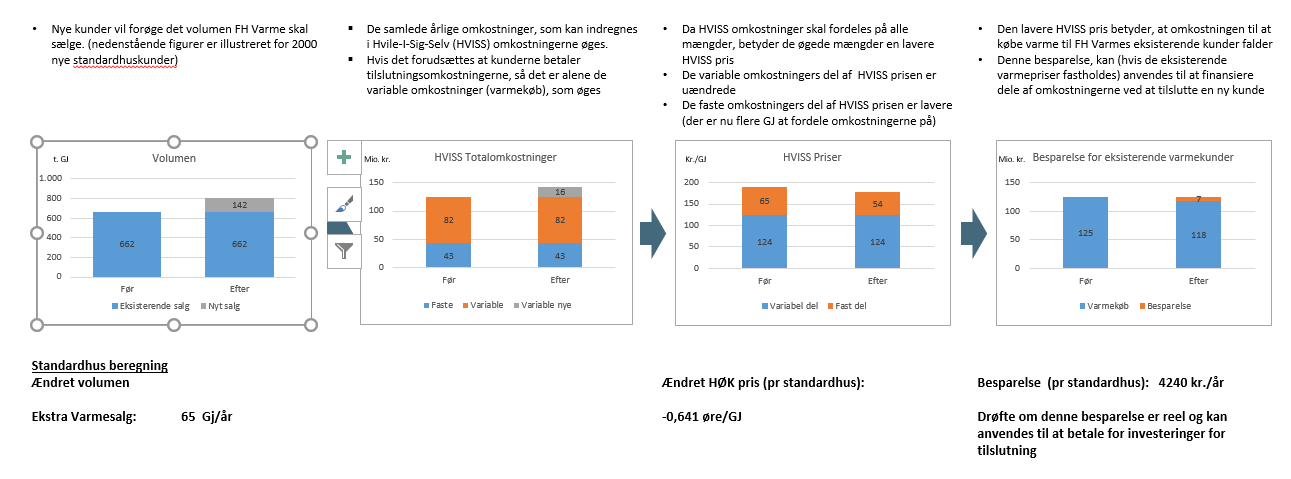 • Nye kunder vil forøge det volumen FH Varme skal
sælge. (nedenstående figurer er illustreret for 2000
nye standardhuskunder)
▪ De samlede årlige omkostninger, som kan indregnes
i Hvile-I-Sig-Selv (HVISS) omkostningerne øges.
▪ Hvis det forudsættes at kunderne betaler
tilslutningsomkostningerne, så det er alene de
variable omkostninger (varmekøb), som øges
• Da HVISS omkostninger skal fordeles på alle
mængder, betyder de øgede mængder en lavere
HVISS pris
• De variable omkostningers del af HVISS prisen er
uændrede
• De faste omkostningers del af HVISS prisen er lavere
(der er nu flere GJ at fordele omkostningerne på)
• Den lavere HVISS pris betyder, at omkostningen til at
købe varme til FH Varmes eksisterende kunder falder
• Denne besparelse, kan (hvis de eksisterende
varmepriser fastholdes) anvendes til at finansiere
dele af omkostningerne ved at tilslutte en ny kunde
t. GJ
Volumen
1.000
800
600
400
200
0
662
142
662
Før
Efter
Eksisterende salg
Nyt salg
Mio. kr.
HVISS Totalomkostninger
150
100
50
0
82
43
16
82
43
Før
Efter
Faste
Variable
Variable nye
Kr./GJ
HVISS Priser
200
150
100
50
0
65
124
54
124
Før
Efter
Variabel del
Fast del
Mio. kr.
Besparelse for eksisterende varmekunder
150
100
50
0
125
7
118
Før
Efter
Varmekøb
Besparelse
Standardhus beregning
Ændret volumen
Ekstra Varmesalg: 65 Gj/år
Ændret HØK pris (pr standardhus):
-0,641 øre/GJ
Besparelse (pr standardhus): 4240 kr./år
Drøfte om denne besparelse er reel og kan
anvendes til at betale for investeringer for
tilslutning